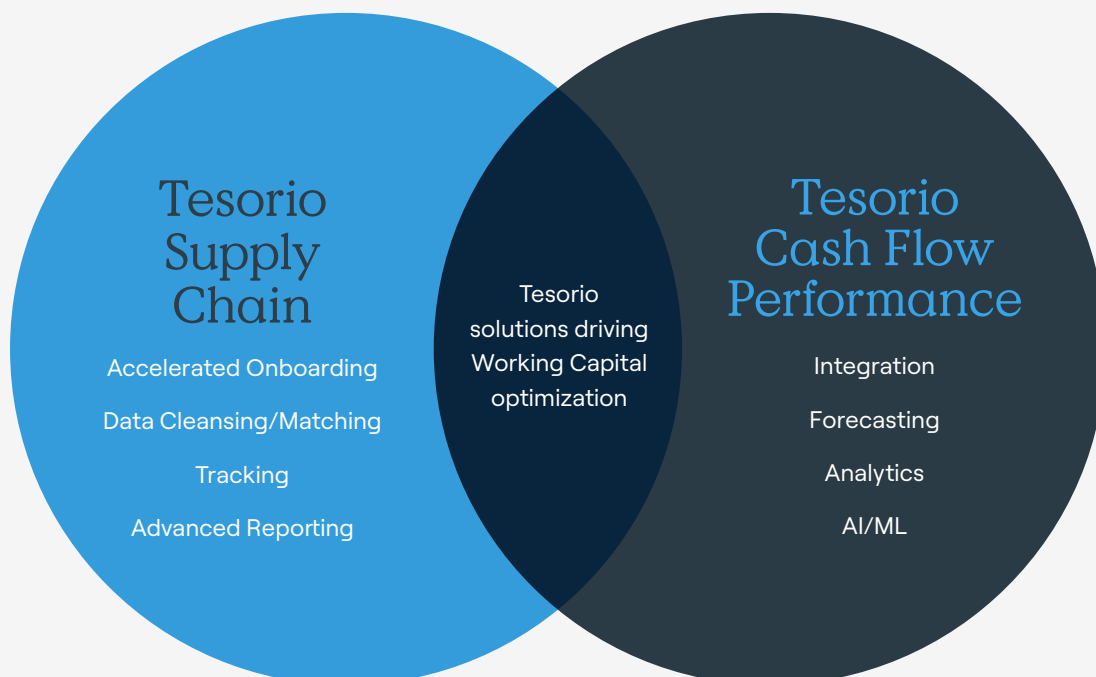 Tesorio
Supply
Chain
Accelerated Onboarding
Data Cleansing/Matching
Tracking
Advanced Reporting
Tesorio
solutions driving
Working Capital
optimization
Tesorio
Cash Flow
Performance
Integration
Forecasting
Analytics
AI/ML